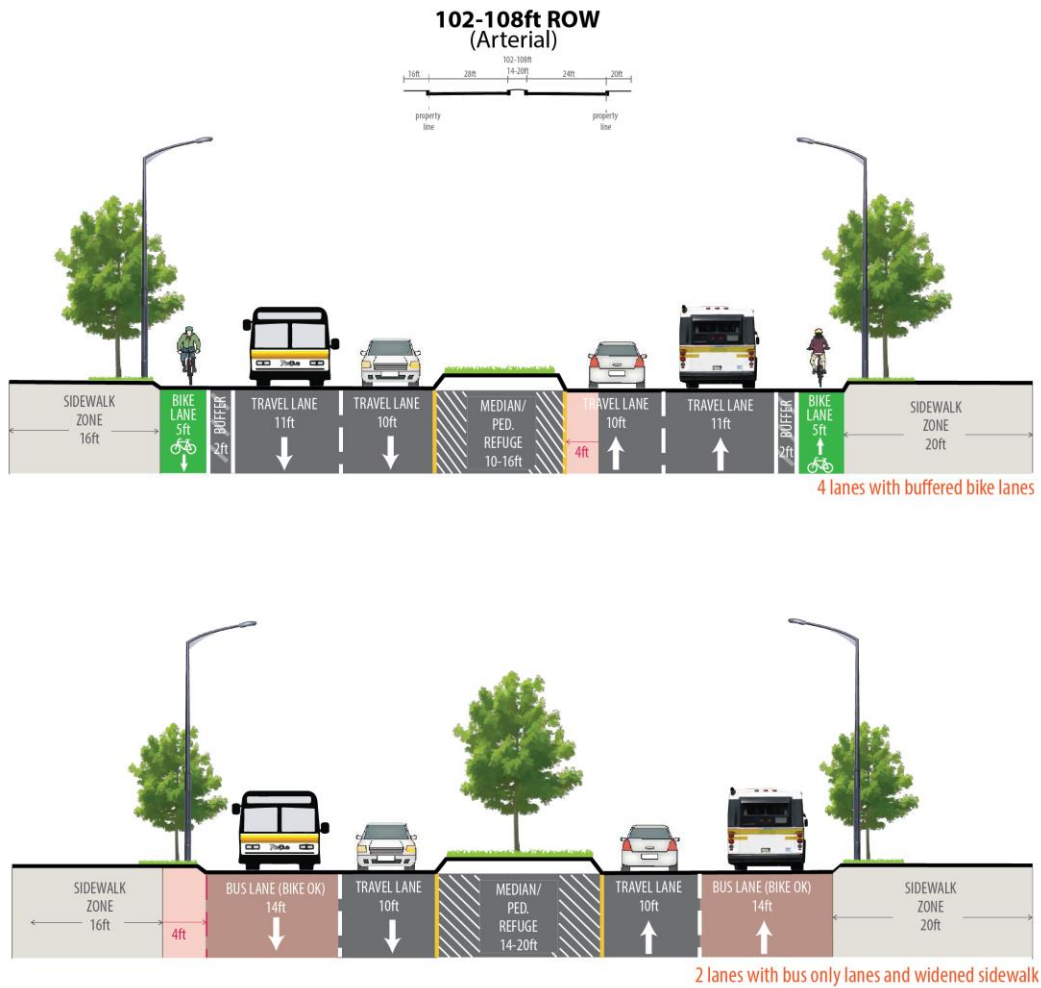 102-108ft ROW
(Arterial)
102-108ft
16ft 28ft 14-20ft 24ft 20ft
property
line
property
line
SIDEWALK
ZONE
16ft
BIKE
LANE
5ft
BUFFER
2ft
TRAVEL LANE
11ft
TRAVEL LANE
10ft
MEDIAN/
PED.
REFUGE
10-16ft
4ft
TRAVEL LANE
10ft
TRAVEL LANE
11ft
BUFFER
2ft
BIKE
LANE
5ft
SIDEWALK
ZONE
20ft
4 lanes with buffered bike lanes
SIDEWALK
ZONE
16ft
4ft
BUS LANE (BIKE OK)
14ft
TRAVEL LANE
10ft
MEDIAN/
PED.
REFUGE
14-20ft
TRAVEL LANE
10ft
BUS LANE (BIKE OK)
14ft
SIDEWALK
ZONE
20ft
2 lanes with bus only lanes and widened sidewalk